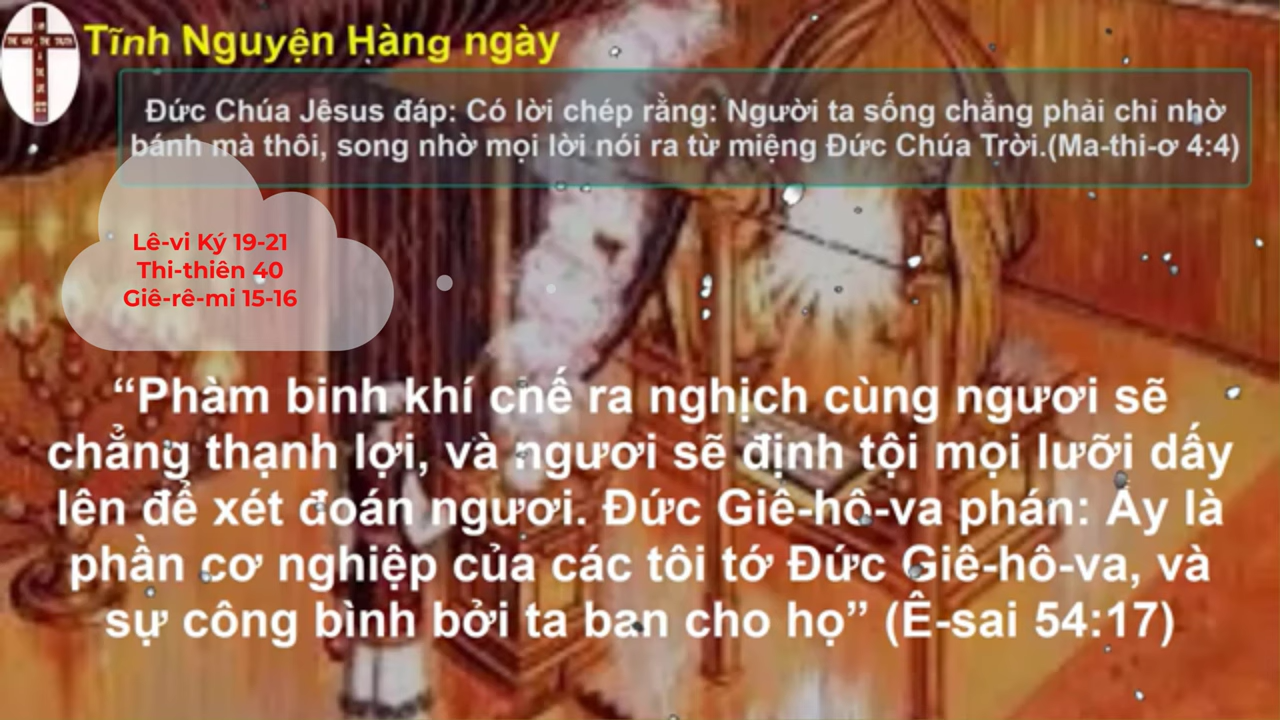 Tĩnh Nguyện Hàng ngày
Đức Chúa Jêsus đáp: Có lời chép rằng: Người ta sống chẳng phải chỉ nhờ
bánh mà thôi, song nhờ mọi lời nói ra từ miệng Đức Chúa Trời.(Ma-thi-ơ 4:4)
Lê-vi Ký 19-21
Thi-thiên 40
Giê-rê-mi 15-16
“Phàm binh khí chế ra nghịch cùng ngươi sẽ
chẳng thạnh lợi, và ngươi sẽ định tội mọi lưỡi dấy
lên để xét đoán ngươi. Đức Giê-hô-va phán: Ấy là
phần cơ nghiệp của các tôi tớ Đức Giê-hô-va, và
sự công bình bởi ta ban cho họ” (Ê-sai 54:17)